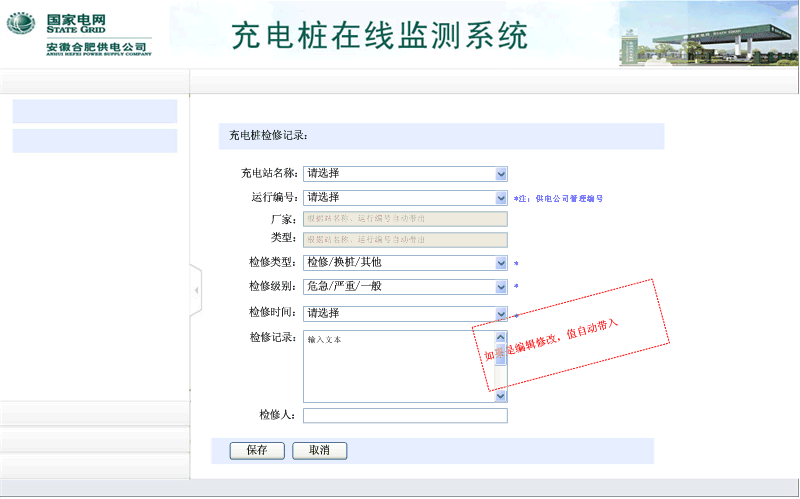 国家电网
STATE GRID
安徽合肥供电公司
ANHUI HEFEI POWER SUPPLY COMPANY
充电桩在线监测系统
国家电网 STATE GRID
充电桩检修记录:
充电站名称: 请选择
运行编号: 请选择 *注: 供电公司管理编号
厂家: 根据站名称、运行编号自动带出
类型: 根据站名称、运行编号自动带出
检修类型: 检修/换桩/其他 *
检修级别: 危急/严重/一般 *
检修时间: 请选择 *
检修记录: 输入文本
如果是编辑修改, 值自动带入
检修人:
保存 取消